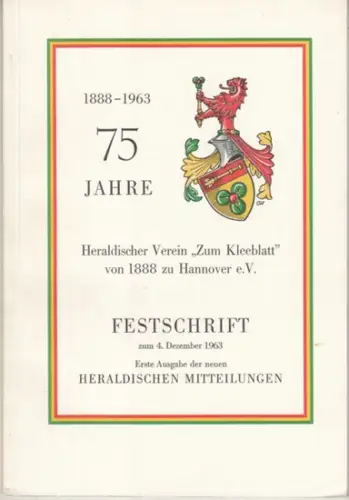 1888-1963
75
JAHRE
Heraldischer Verein „Zum Kleeblatt"
von 1888 zu Hannover e.V.
FESTSCHRIFT
zum 4. Dezember 1963
Erste Ausgabe der neuen
HERALDISCHEN MITTEILUNGEN